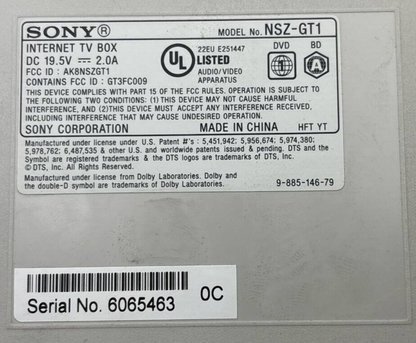 SONY® MODEL No. NSZ-GT1
INTERNET TV BOX
DC 19.5V ⎓ 2.0A
FCC ID : AK8NSZGT1
CONTAINS FCC ID : GT3FC009
UL LISTED 22EU E251447
DVD BD
A
THIS DEVICE COMPLIES WITH PART 15 OF THE FCC RULES. OPERATION IS SUBJECT TO
THE FOLLOWING TWO CONDITIONS: (1) THIS DEVICE MAY NOT CAUSE HARMFUL
INTERFERENCE, AND (2)THIS DEVICE MUST ACCEPT ANY INTERFERENCE RECEIVED,
INCLUDING INTERFERENCE THAT MAY CAUSE UNDESIRED OPERATION.
SONY CORPORATION MADE IN CHINA HFT YT
Manufactured under license under U.S. Patent #'s : 5,451,942; 5,956,674; 5,974,380;
5,978,762; 6,487,535 & other U.S. and worldwide patents issued & pending. DTS and the
Symbol are registered trademarks & the DTS logos are trademarks of DTS, Inc.
© DTS, Inc. All Rights Reserved.
Manufactured under license from Dolby Laboratories. Dolby and
the double-D symbol are trademarks of Dolby Laboratories.
9-885-146-79
Serial No. 6065463 0C